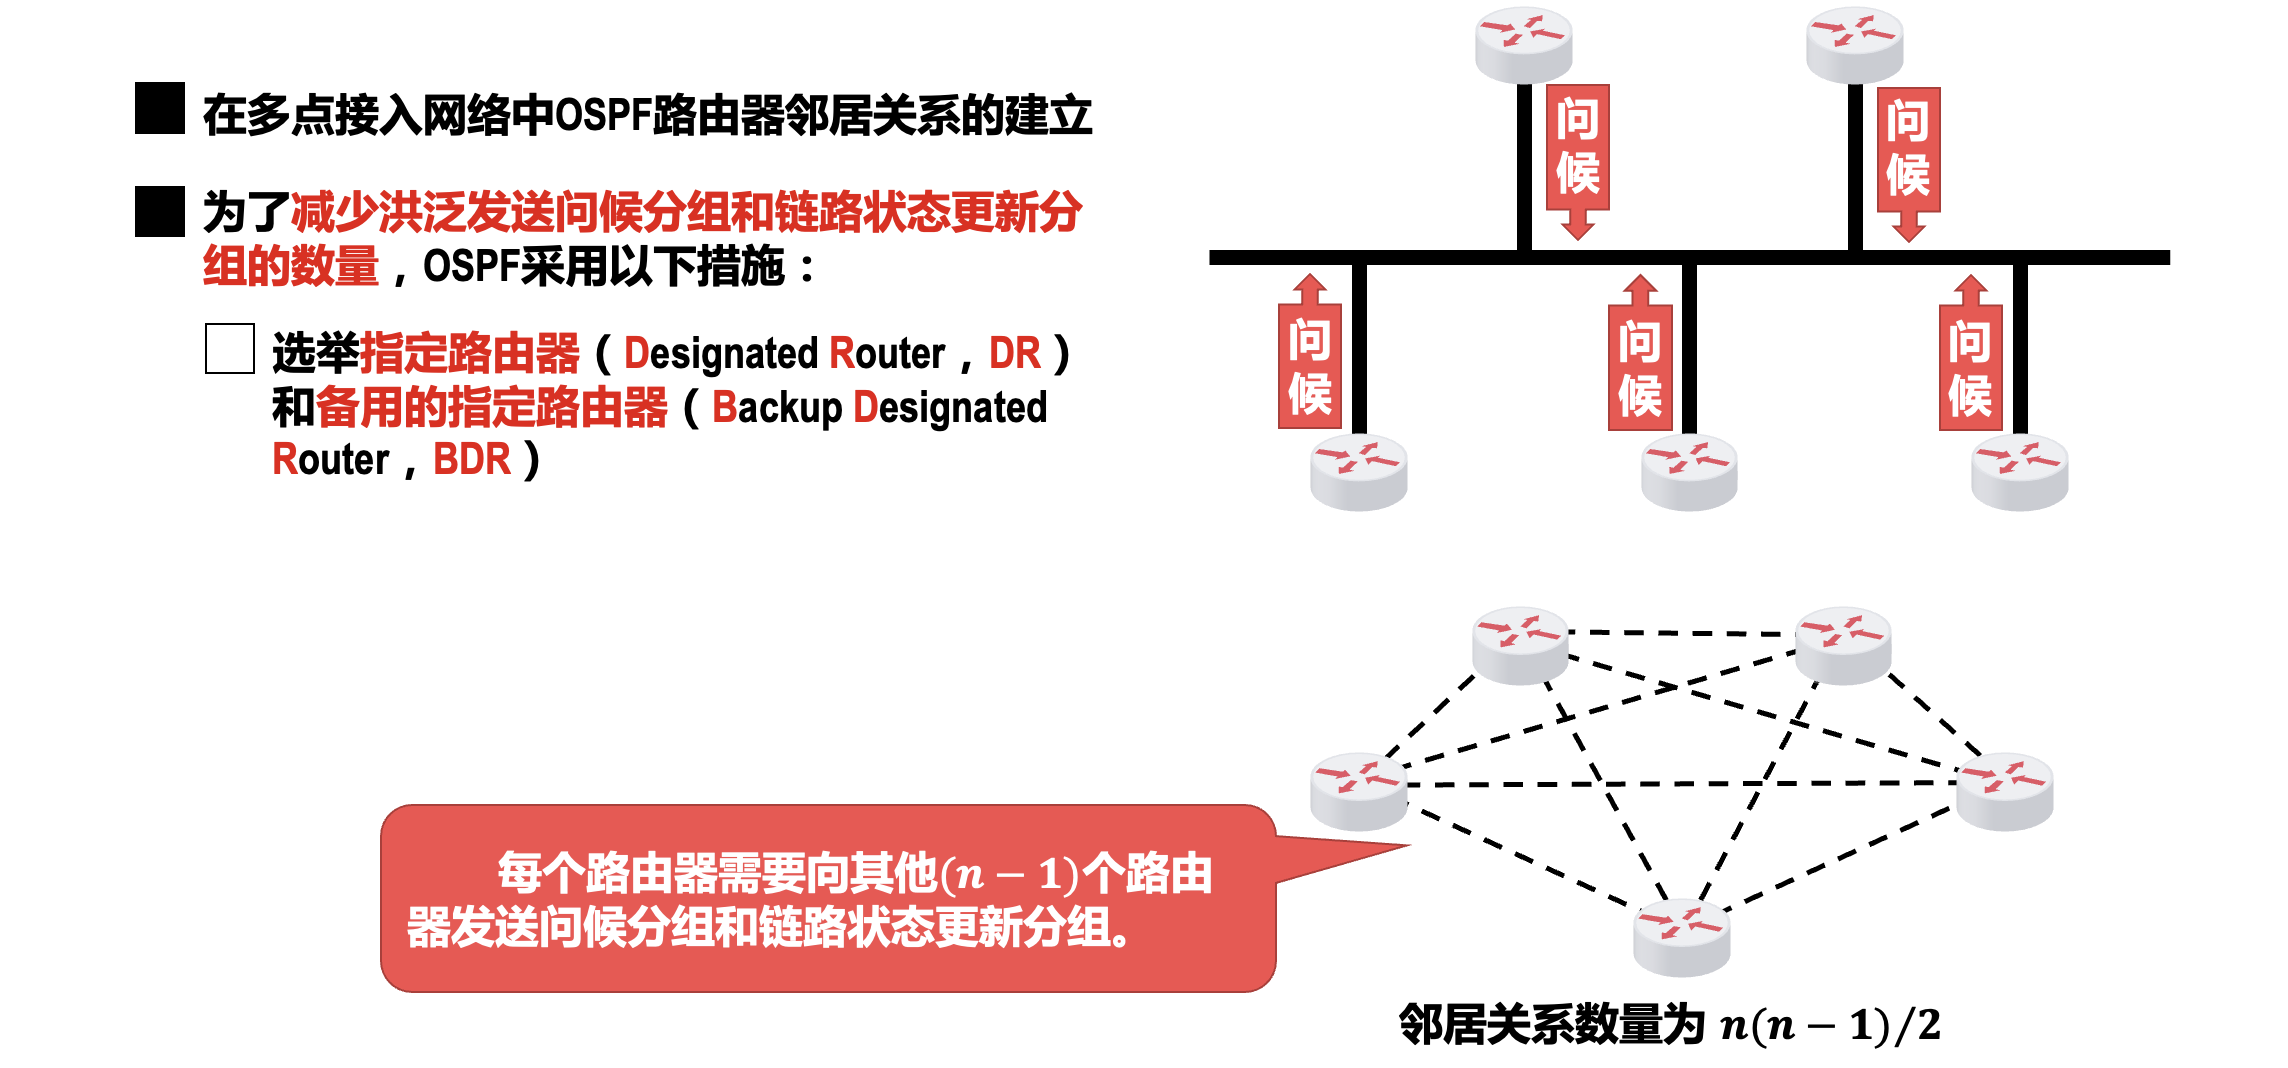 在多点接入网络中OSPF路由器邻居关系的建立
为了减少洪泛发送问候分组和链路状态更新分
组的数量，OSPF采用以下措施：
选举指定路由器（Designated Router，DR）
和备用的指定路由器（Backup Designated
Router，BDR）
问候
问候
问候
问候
问候
每个路由器需要向其他(n − 1)个路由
器发送问候分组和链路状态更新分组。
邻居关系数量为 n(n − 1)/2